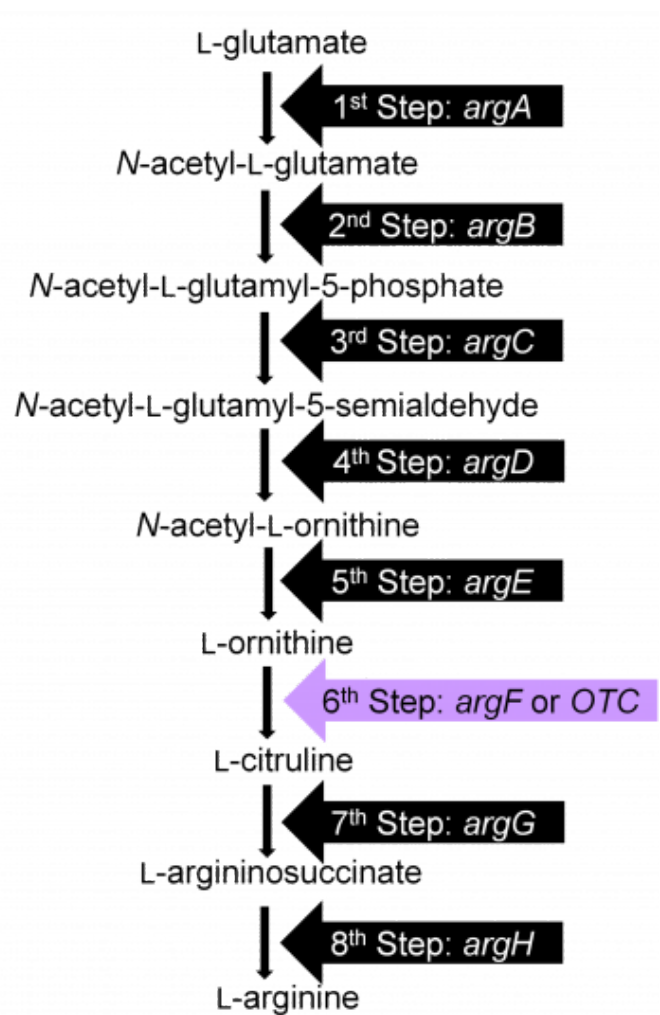 L-glutamate
1st Step: argA
N-acetyl-L-glutamate
2nd Step: argB
N-acetyl-L-glutamyl-5-phosphate
3rd Step: argC
N-acetyl-L-glutamyl-5-semialdehyde
4th Step: argD
N-acetyl-L-ornithine
5th Step: argE
L-ornithine
6th Step: argF or OTC
L-citruline
7th Step: argG
L-argininosuccinate
8th Step: argH
L-arginine